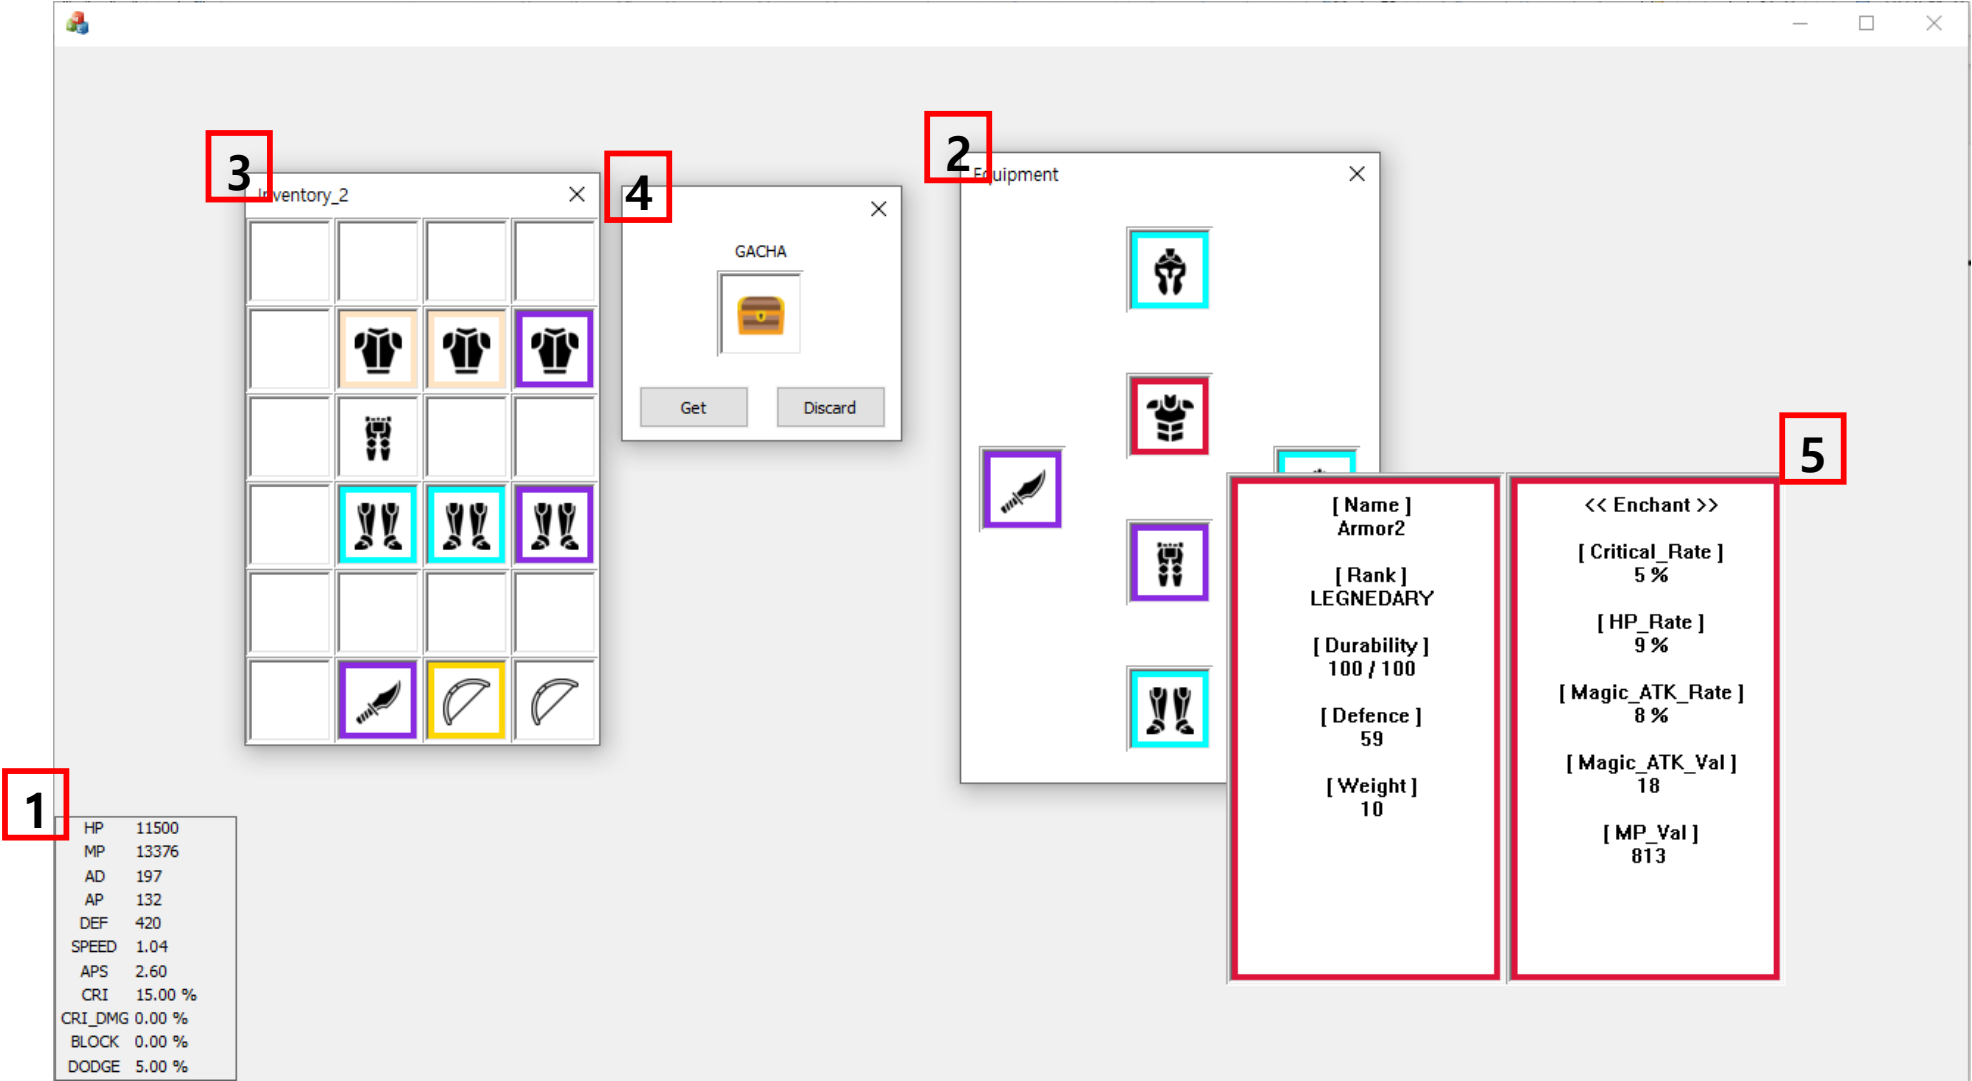 3
Inventory_2
4
GACHA
Get
Discard
2
Equipment
5
[ Name ]
Armor2
[ Rank ]
LEGNEDARY
[ Durability ]
100 / 100
[ Defence ]
59
[ Weight ]
10
<< Enchant >>
[ Critical_Rate ]
5 %
[ HP_Rate ]
9 %
[ Magic_ATK_Rate ]
8 %
[ Magic_ATK_Val ]
18
[ MP_Val ]
813
1
HP 11500
MP 13376
AD 197
AP 132
DEF 420
SPEED 1.04
APS 2.60
CRI 15.00 %
CRI_DMG 0.00 %
BLOCK 0.00 %
DODGE 5.00 %